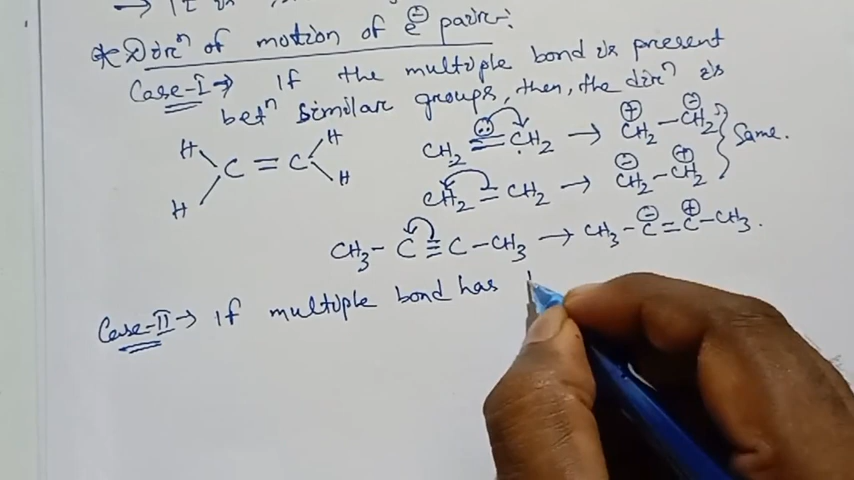 → It is
* Dirⁿ of motion of e⊖ pair:
Case-I → If the multiple bond is present
betⁿ similar groups, then, the dirⁿ is
H H
C = C
H H
CH₂ = CH₂ → ⊕CH₂ – ⊖CH₂
Same.
CH₂ = CH₂ → ⊖CH₂ – ⊕CH₂
CH₃ – C ≡ C – CH₃ → CH₃ – ⊖C = ⊕C – CH₃.
Case-II → If multiple bond has